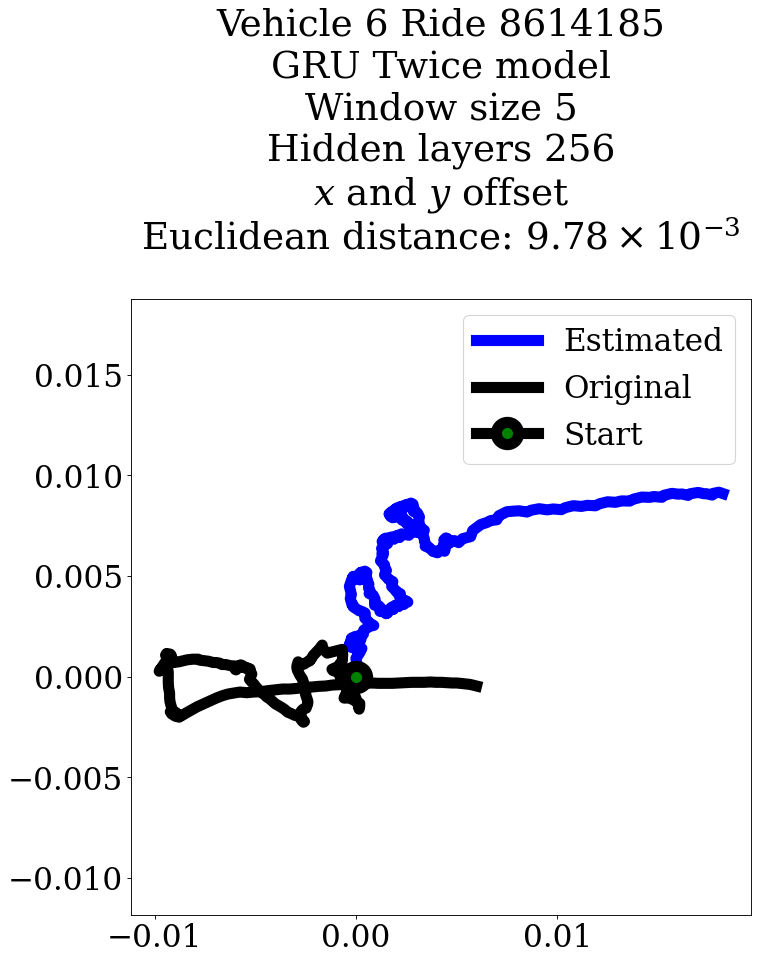 Vehicle 6 Ride 8614185
GRU Twice model
Window size 5
Hidden layers 256
x and y offset
Euclidean distance: 9.78 × 10⁻³
Estimated
Original
Start
0.015
0.010
0.005
0.000
−0.005
−0.010
−0.01 0.00 0.01